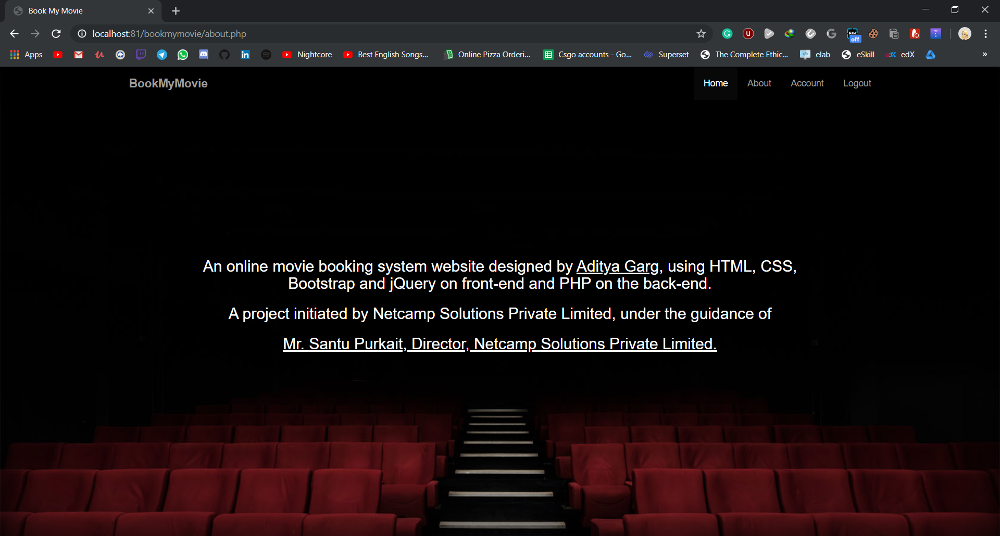 Book My Movie
localhost:81/bookmymovie/about.php
off
Apps
Nightcore
Best English Songs...
Online Pizza Orderi...
Csgo accounts - Go...
Superset
The Complete Ethic...
elab
eSkill
edX
»
BookMyMovie
Home
About
Account
Logout
An online movie booking system website designed by Aditya Garg, using HTML, CSS,
Bootstrap and jQuery on front-end and PHP on the back-end.
A project initiated by Netcamp Solutions Private Limited, under the guidance of
Mr. Santu Purkait, Director, Netcamp Solutions Private Limited.